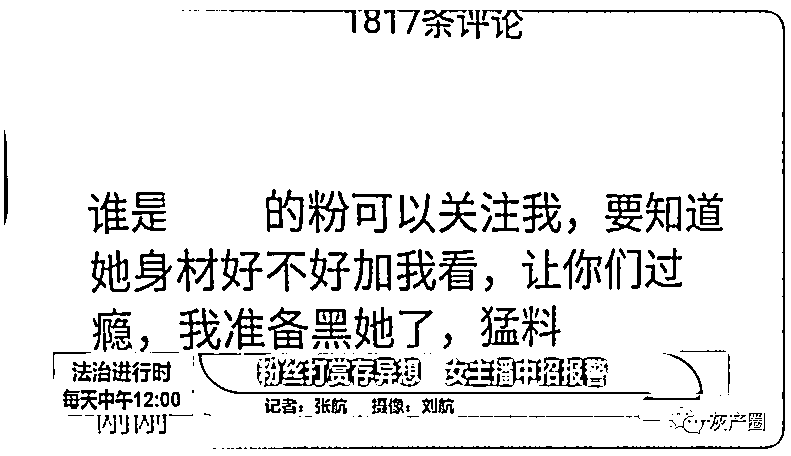 1817条评论
谁是 的粉可以关注我，要知道
她身材好不好加我看，让你们过
瘾，我准备黑她了，猛料
法治进行时
每天中午12:00
粉丝打赏存异想 女主播中招报警
记者：张航 摄像：刘航
刚刚
灰产圈